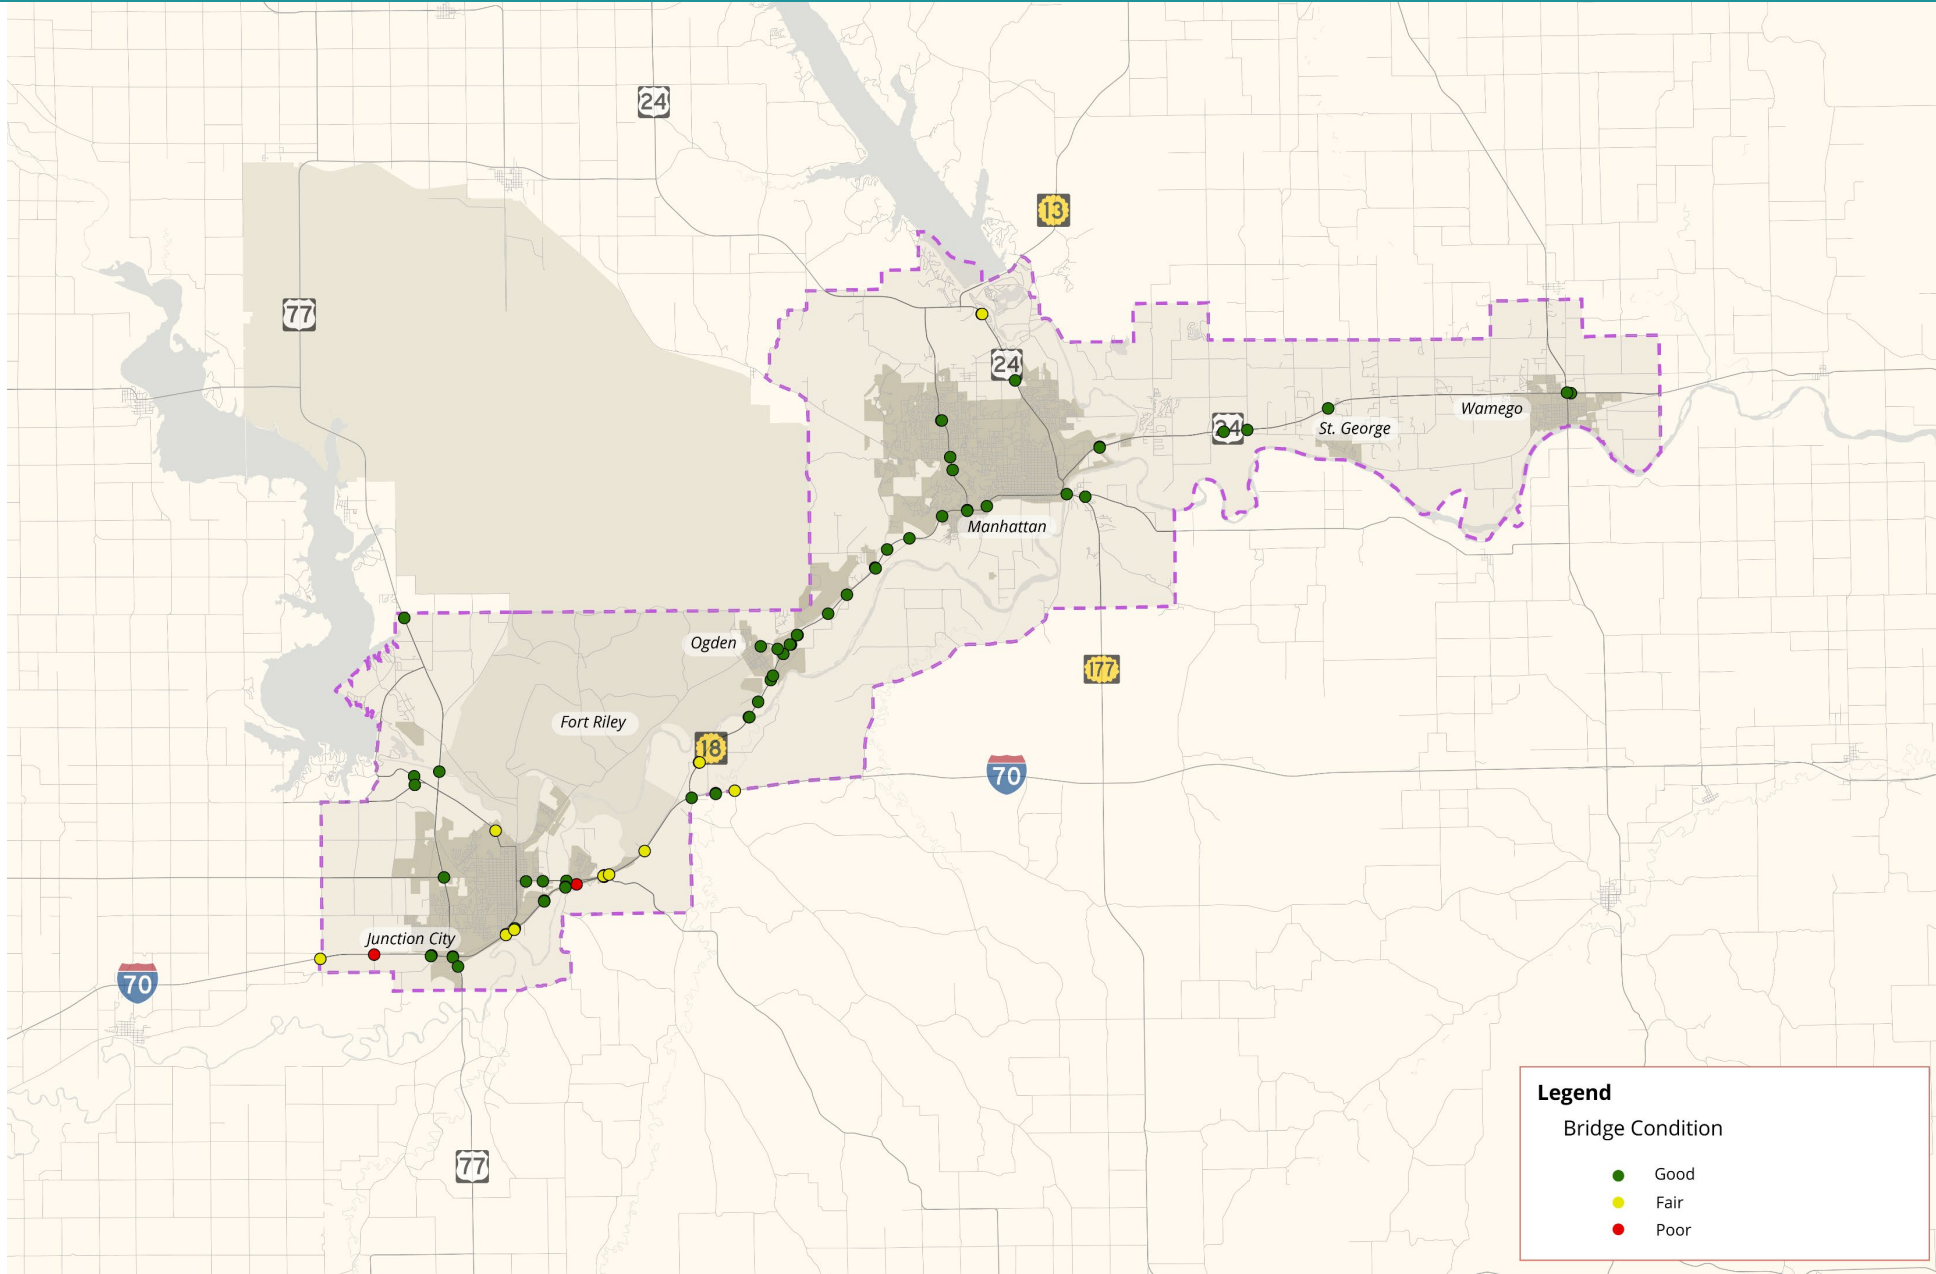 24
13
77
24
24
Wamego
St. George
Manhattan
Ogden
177
Fort Riley
18
70
Junction City
70
77
Legend
Bridge Condition
Good
Fair
Poor